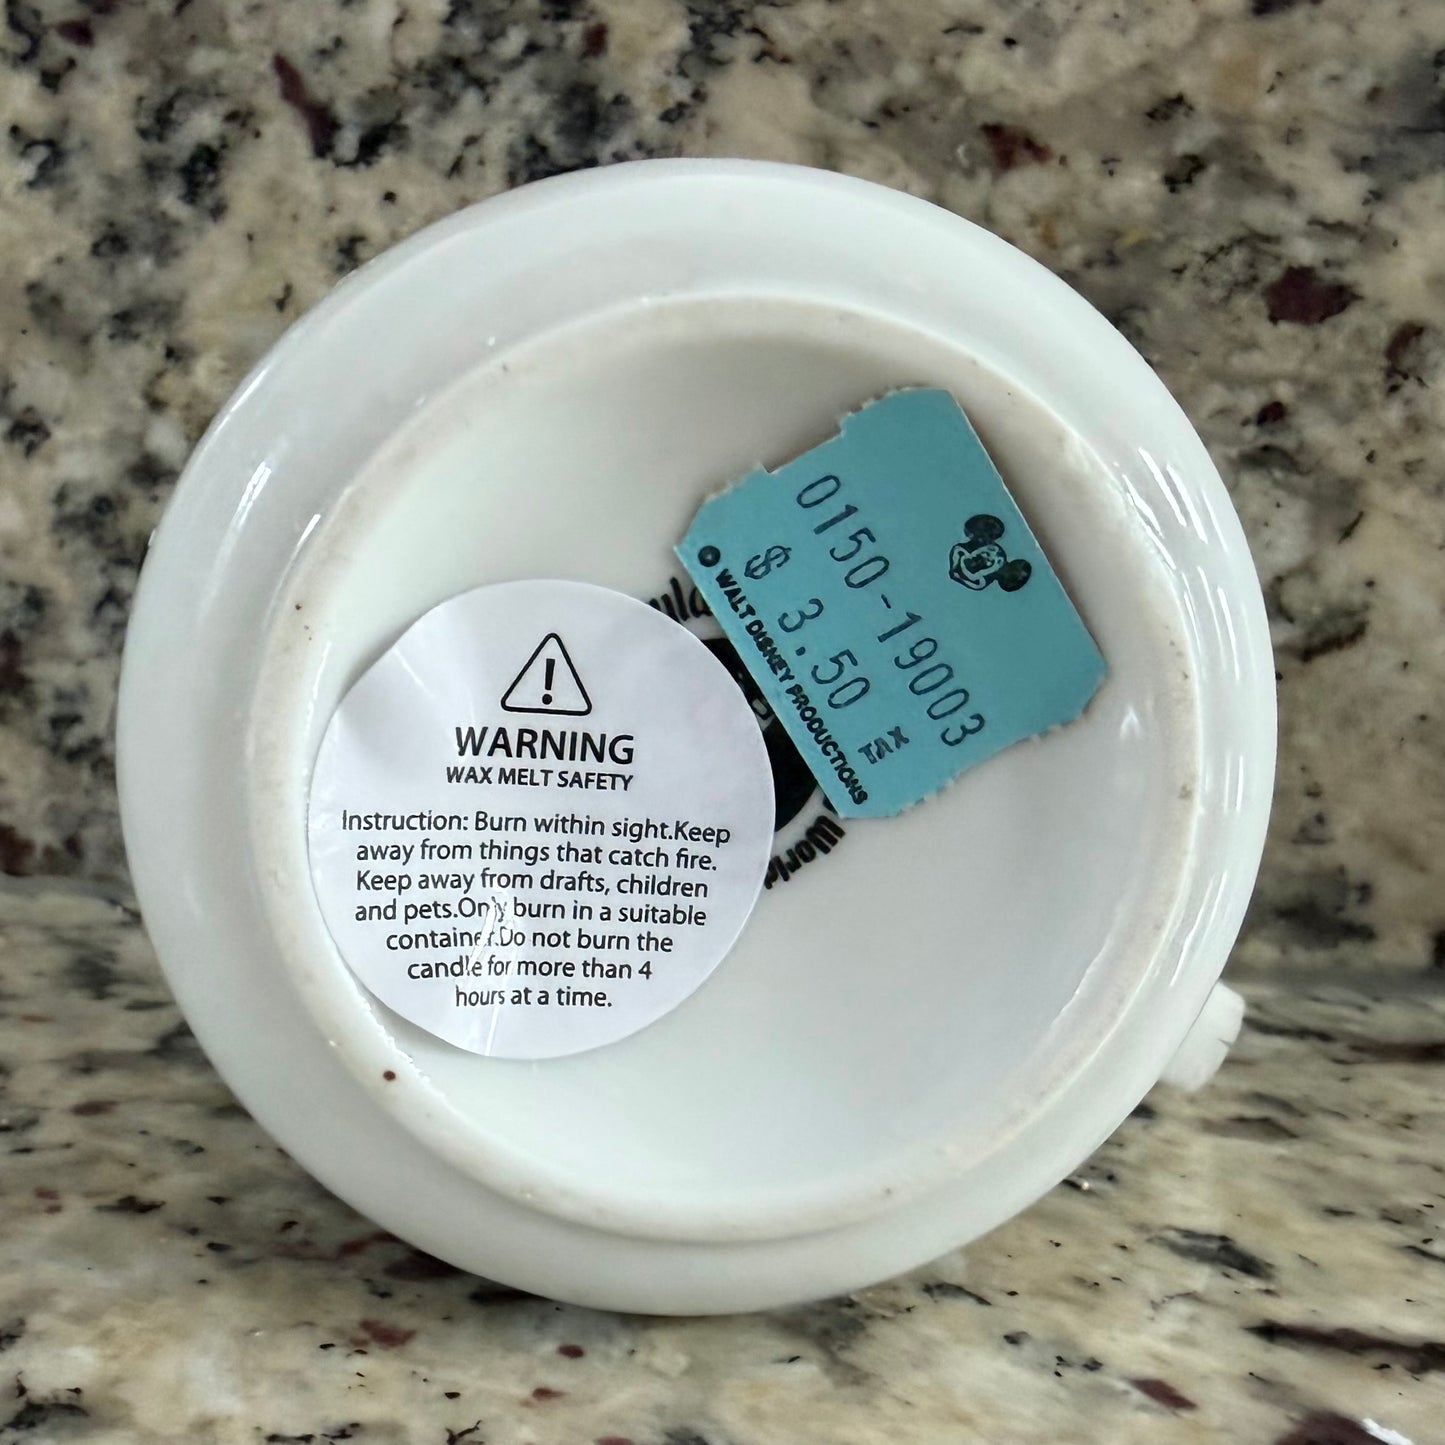 WARNING
WAX MELT SAFETY
Instruction: Burn within sight.Keep
away from things that catch fire.
Keep away from drafts, children
and pets.Only burn in a suitable
container.Do not burn the
candle for more than 4
hours at a time.
0150-19003
$ 3.50
WALT DISNEY PRODUCTIONS
World